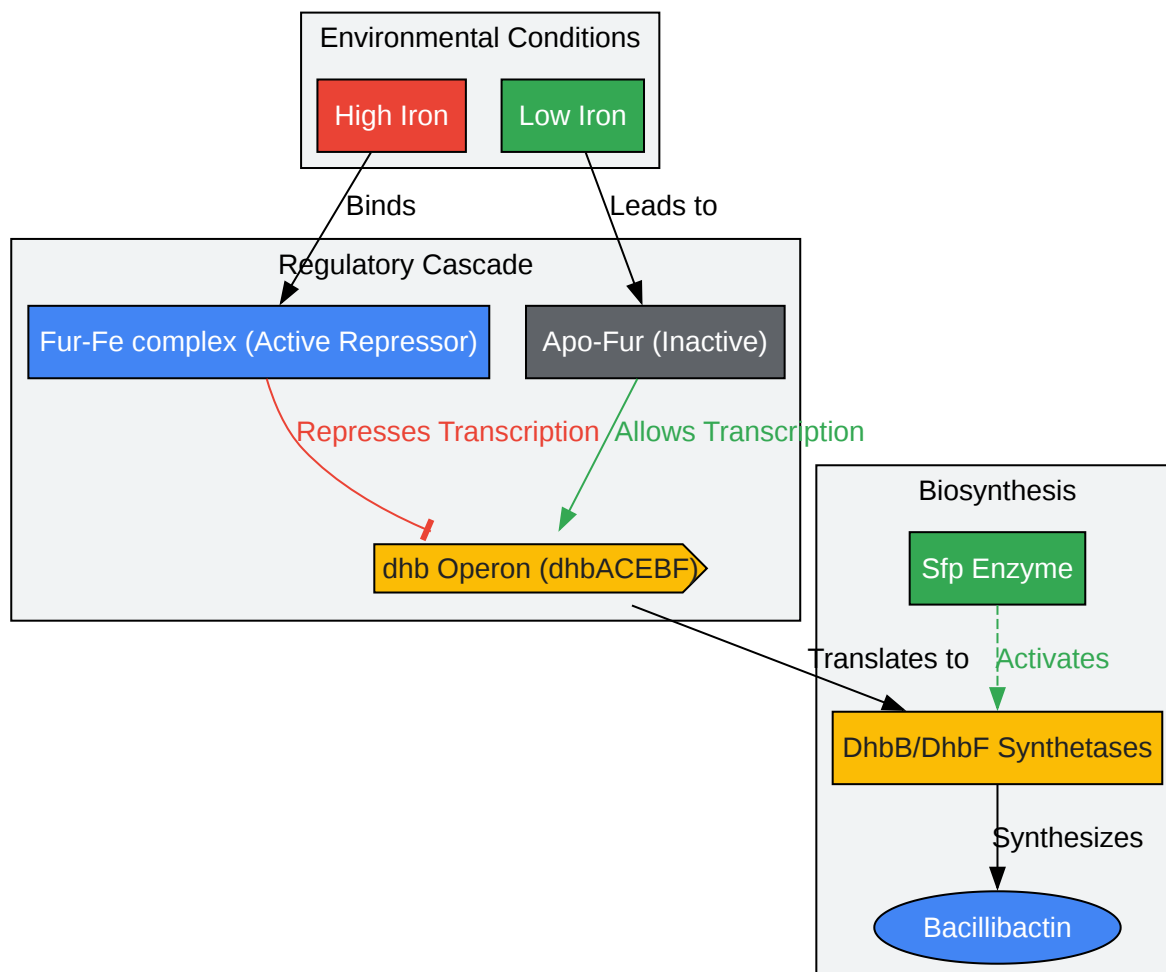 Environmental Conditions
High Iron
Low Iron
Binds
Leads to
Regulatory Cascade
Fur-Fe complex (Active Repressor)
Apo-Fur (Inactive)
Represses Transcription
Allows Transcription
dhb Operon (dhbACEBF)
Biosynthesis
Sfp Enzyme
Translates to
Activates
DhbB/DhbF Synthetases
Synthesizes
Bacillibactin